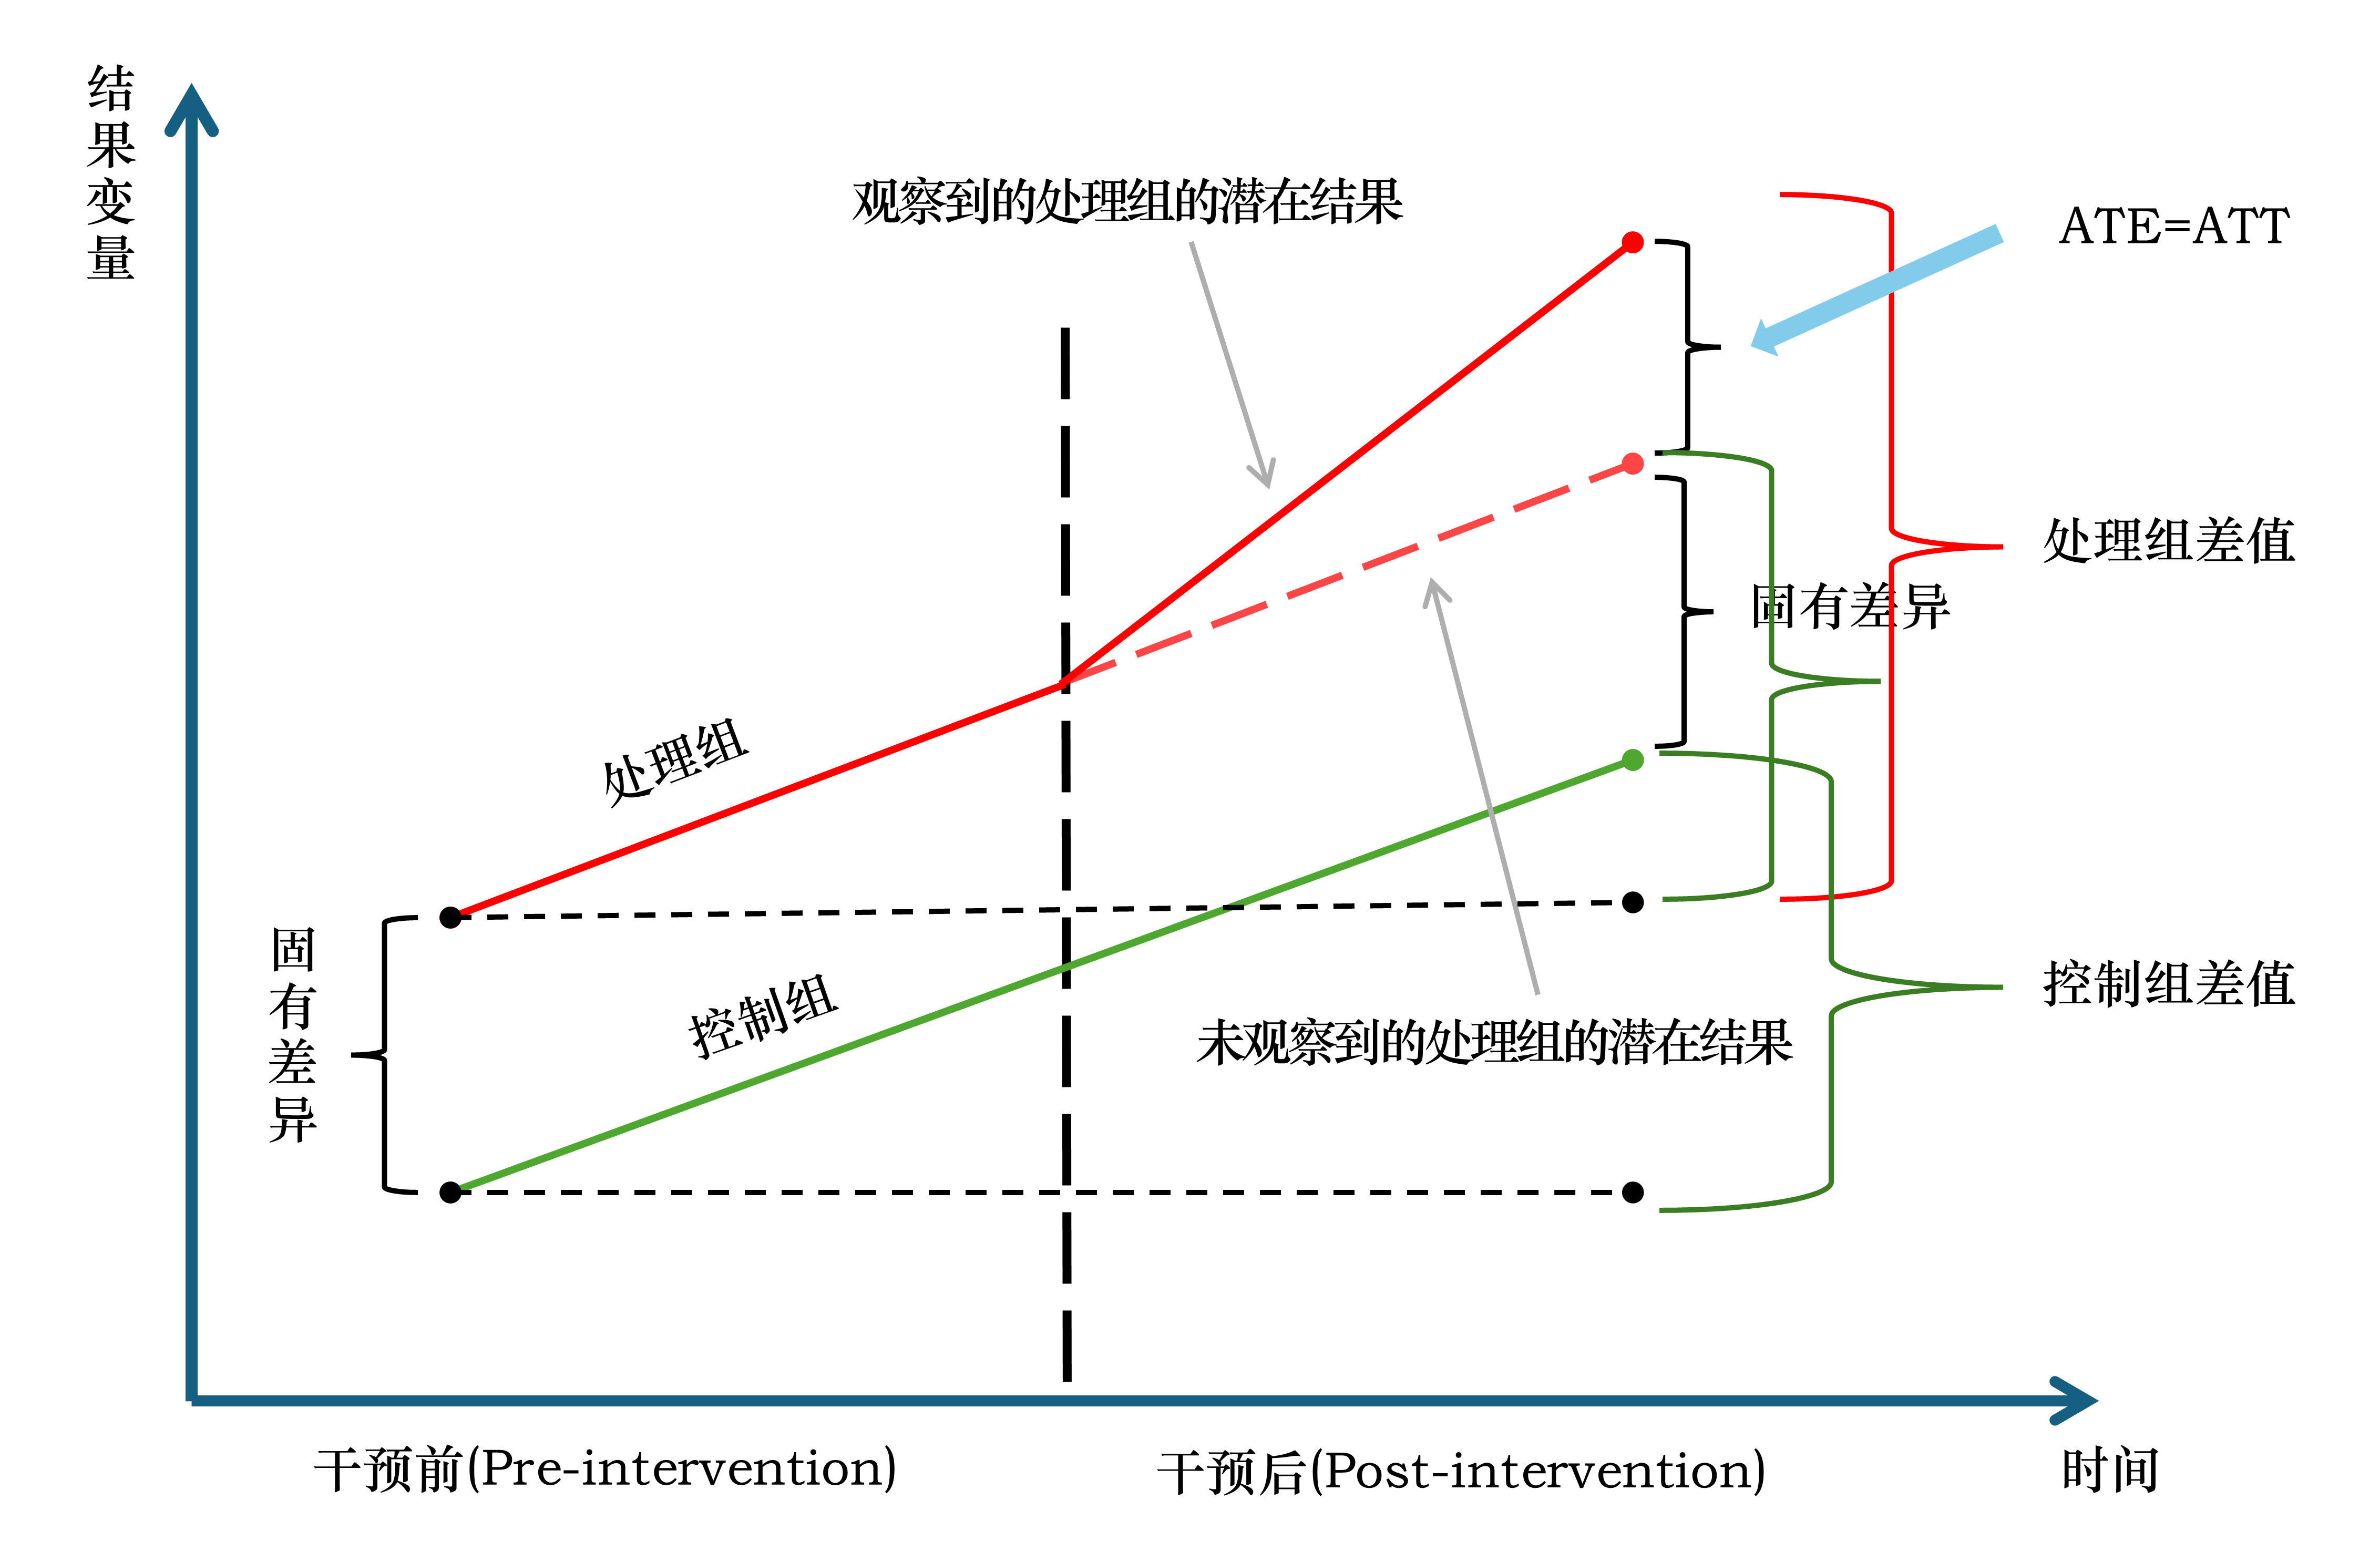 结果变量
观察到的处理组的潜在结果
ATE=ATT
处理组差值
固有差异
处理组
固有差异
控制组
控制组差值
未观察到的处理组的潜在结果
干预前(Pre-intervention)
干预后(Post-intervention)
时间